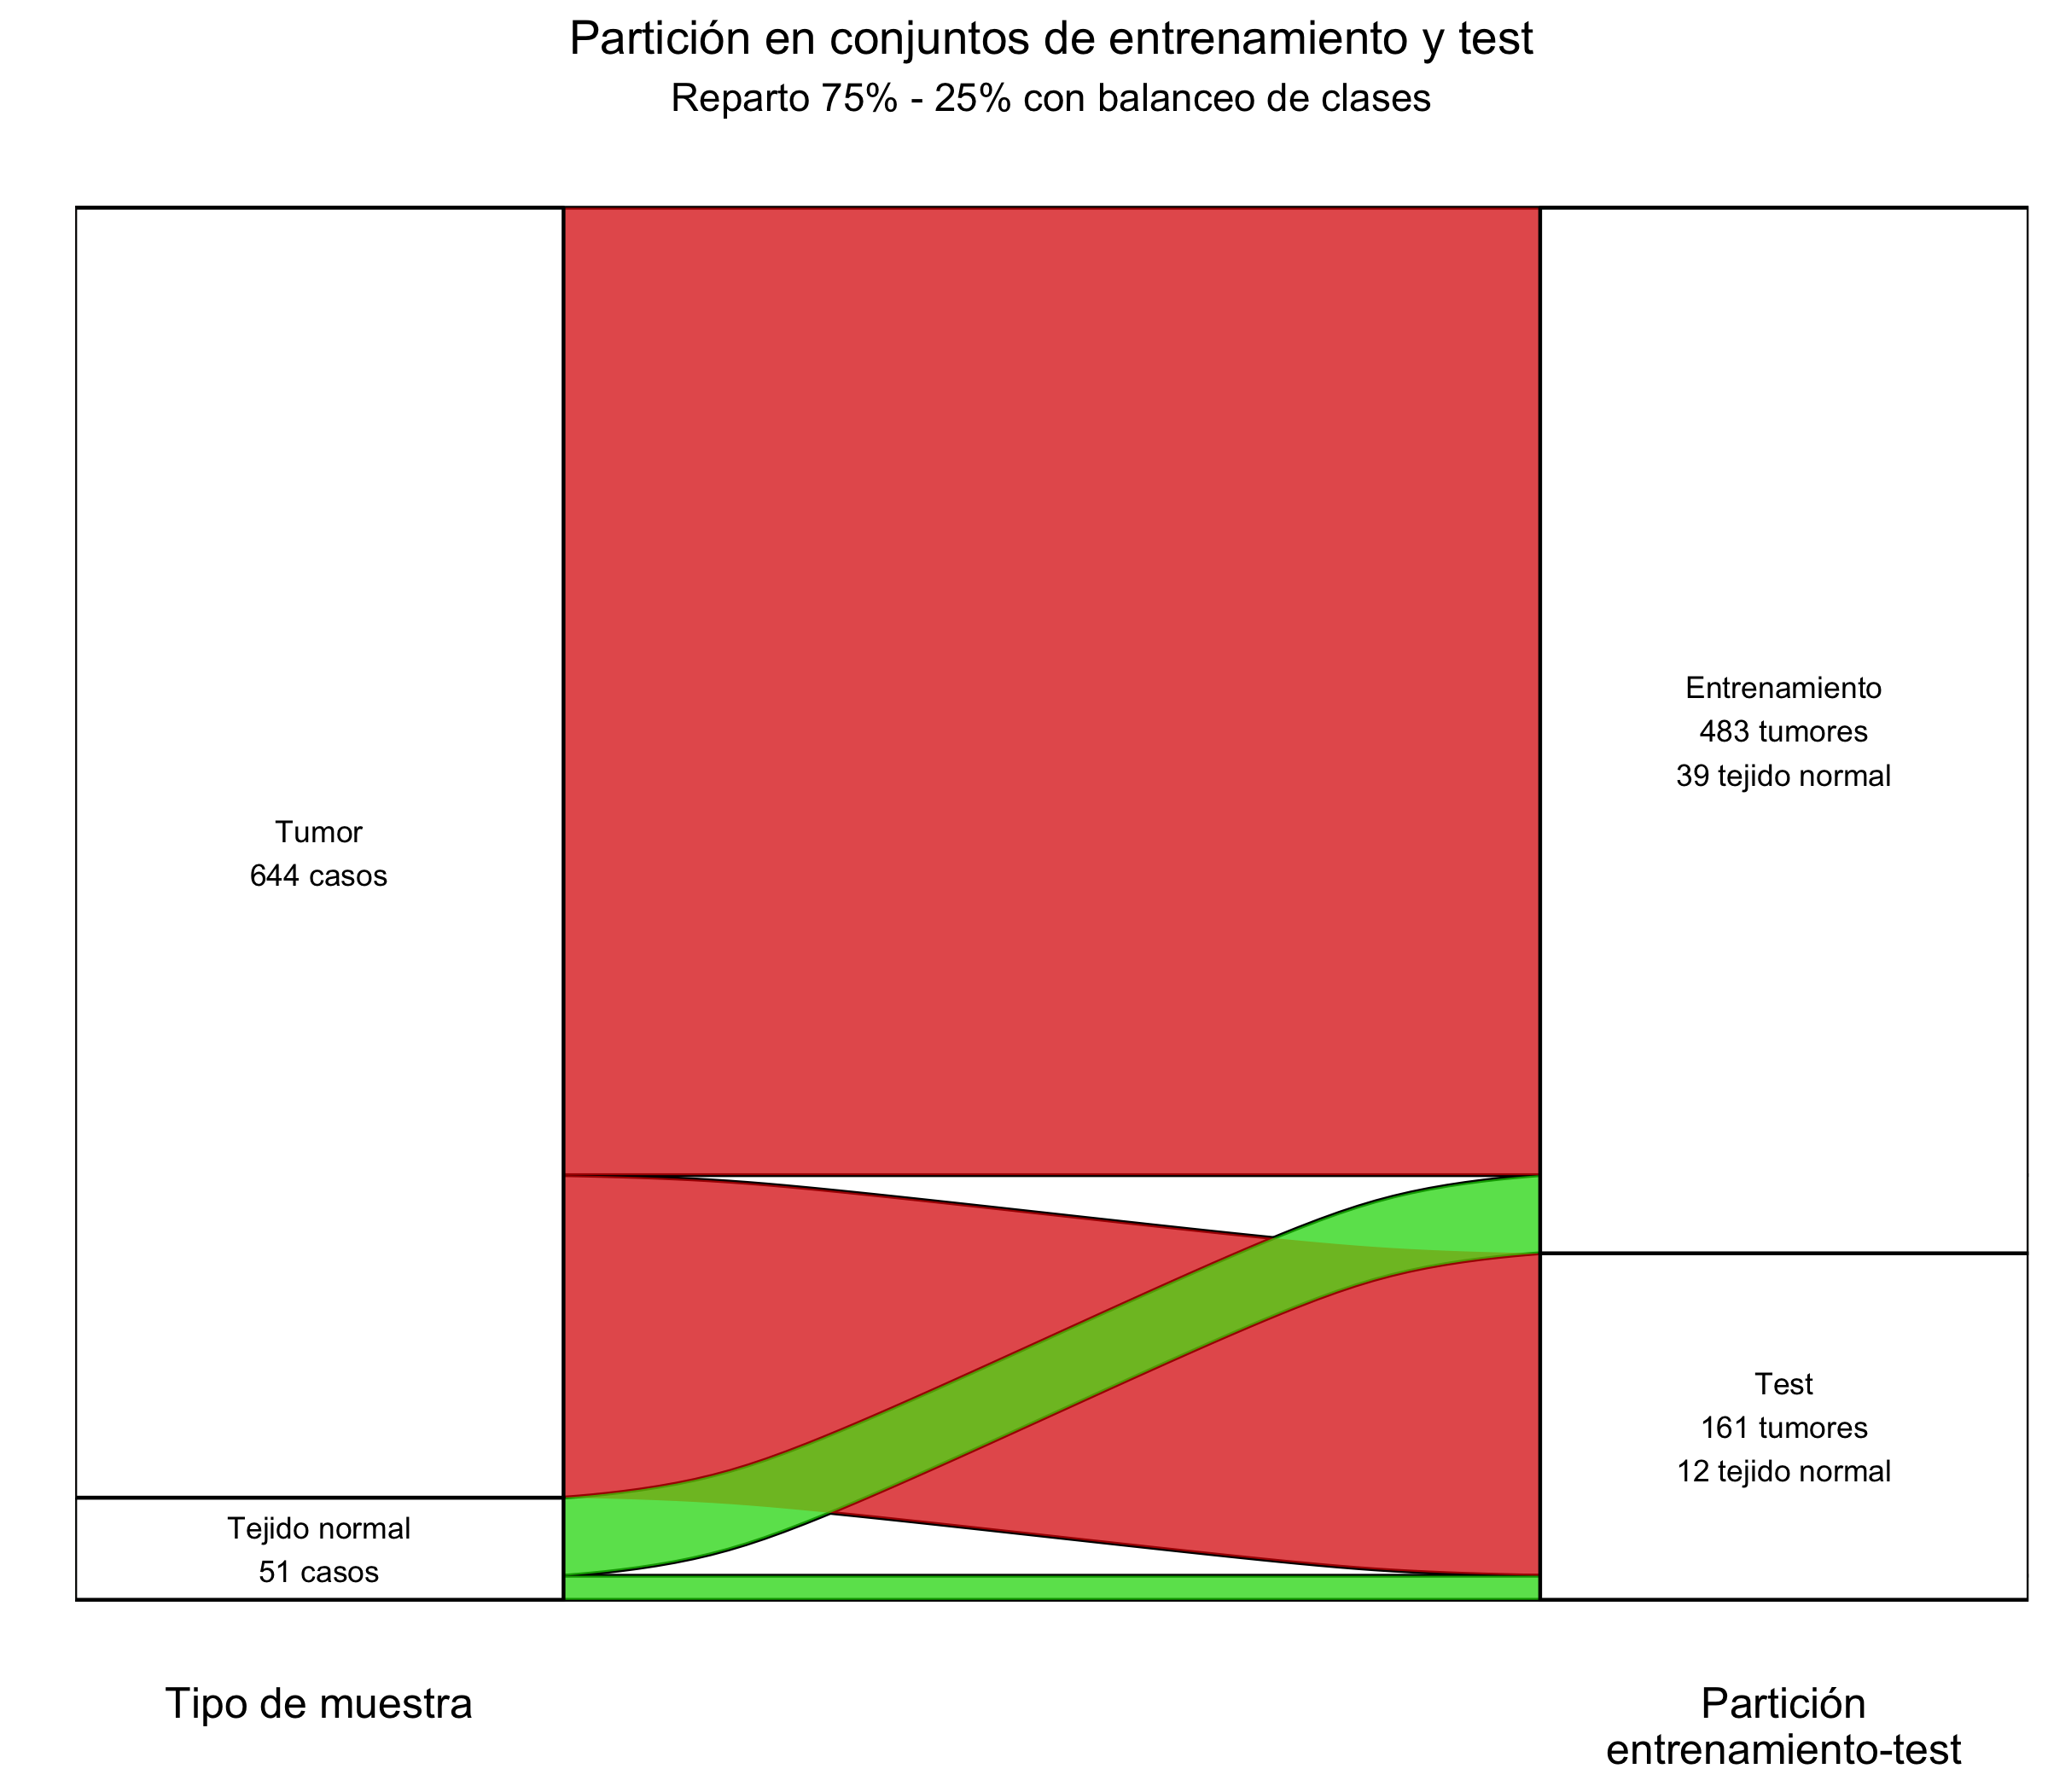 Partición en conjuntos de entrenamiento y test
Reparto 75% - 25% con balanceo de clases
Tumor
644 casos
Tejido normal
51 casos
Entrenamiento
483 tumores
39 tejido normal
Test
161 tumores
12 tejido normal
Tipo de muestra
Partición
entrenamiento-test